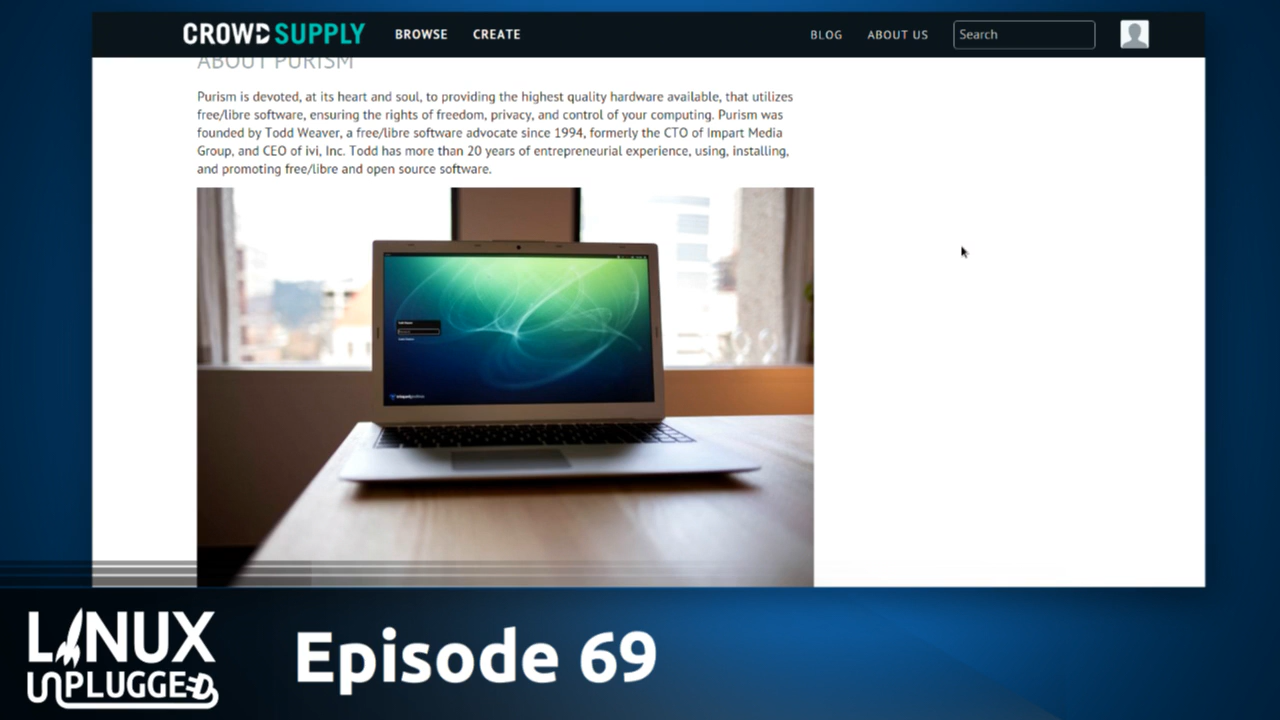 CROWD SUPPLY BROWSE CREATE BLOG ABOUT US Search
ABOUT PURISM
Purism is devoted, at its heart and soul, to providing the highest quality hardware available, that utilizes
free/libre software, ensuring the rights of freedom, privacy, and control of your computing. Purism was
founded by Todd Weaver, a free/libre software advocate since 1994, formerly the CTO of Impart Media
Group, and CEO of ivi, Inc. Todd has more than 20 years of entrepreneurial experience, using, installing,
and promoting free/libre and open source software.
LINUX
UNPLUGGED
Episode 69